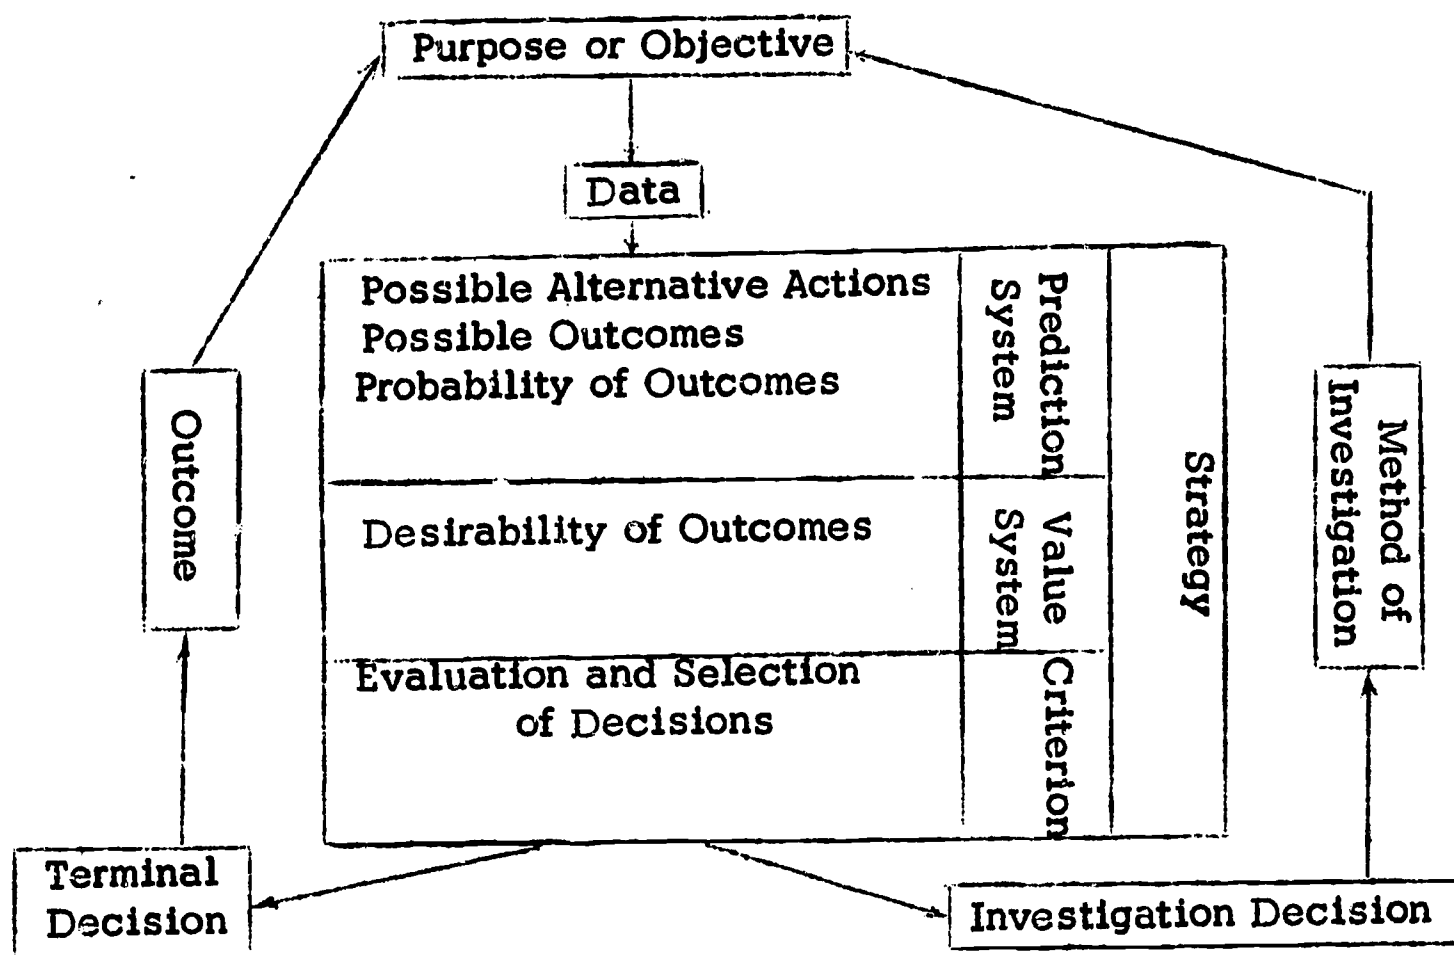 Purpose or Objective
Data
Possible Alternative Actions
Possible Outcomes
Probability of Outcomes
Prediction
System
Desirability of Outcomes
Value
System
Evaluation and Selection
of Decisions
Criterion
Strategy
Outcome
Method of
Investigation
Terminal
Decision
Investigation Decision